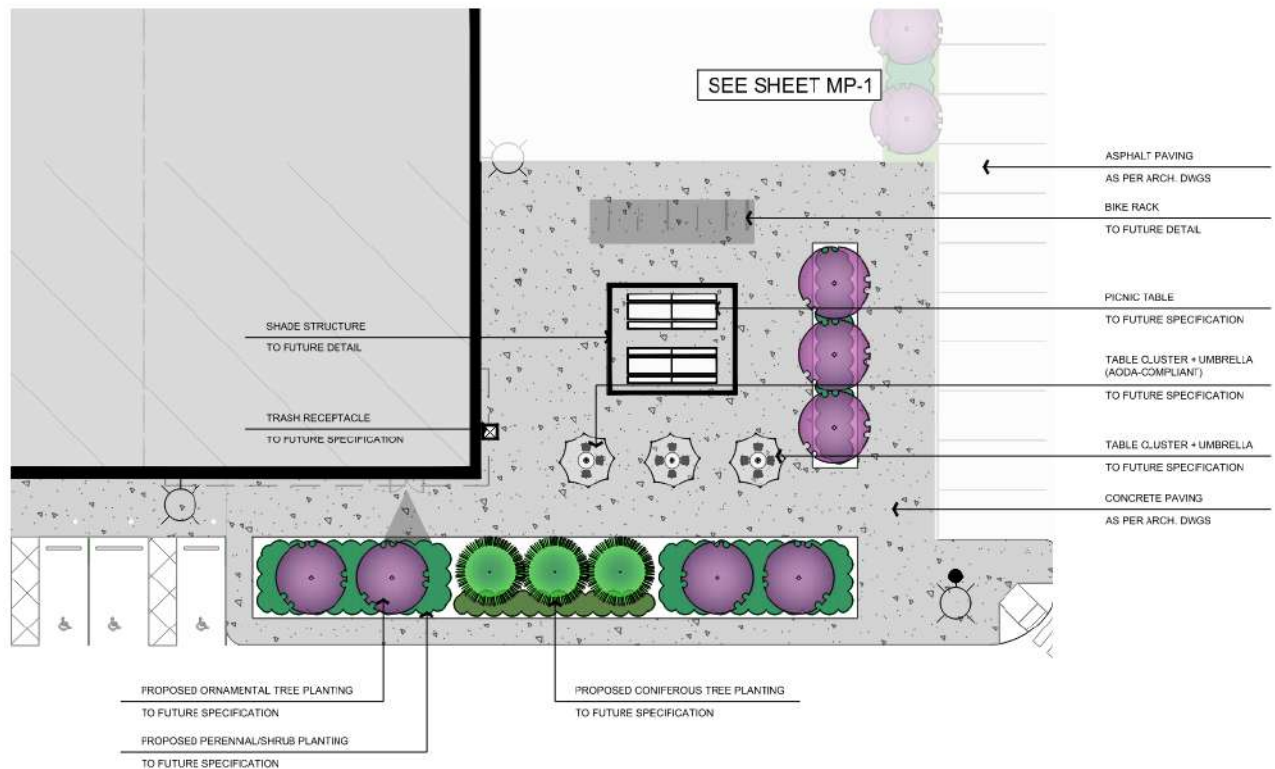 SEE SHEET MP-1
ASPHALT PAVING
AS PER ARCH. DWGS
BIKE RACK
TO FUTURE DETAIL
PICNIC TABLE
TO FUTURE SPECIFICATION
SHADE STRUCTURE
TO FUTURE DETAIL
TABLE CLUSTER + UMBRELLA
(AODA-COMPLIANT)
TO FUTURE SPECIFICATION
TRASH RECEPTACLE
TO FUTURE SPECIFICATION
TABLE CLUSTER + UMBRELLA
TO FUTURE SPECIFICATION
CONCRETE PAVING
AS PER ARCH. DWGS
PROPOSED ORNAMENTAL TREE PLANTING
TO FUTURE SPECIFICATION
PROPOSED CONIFEROUS TREE PLANTING
TO FUTURE SPECIFICATION
PROPOSED PERENNAL/SHRUB PLANTING
TO FUTURE SPECIFICATION